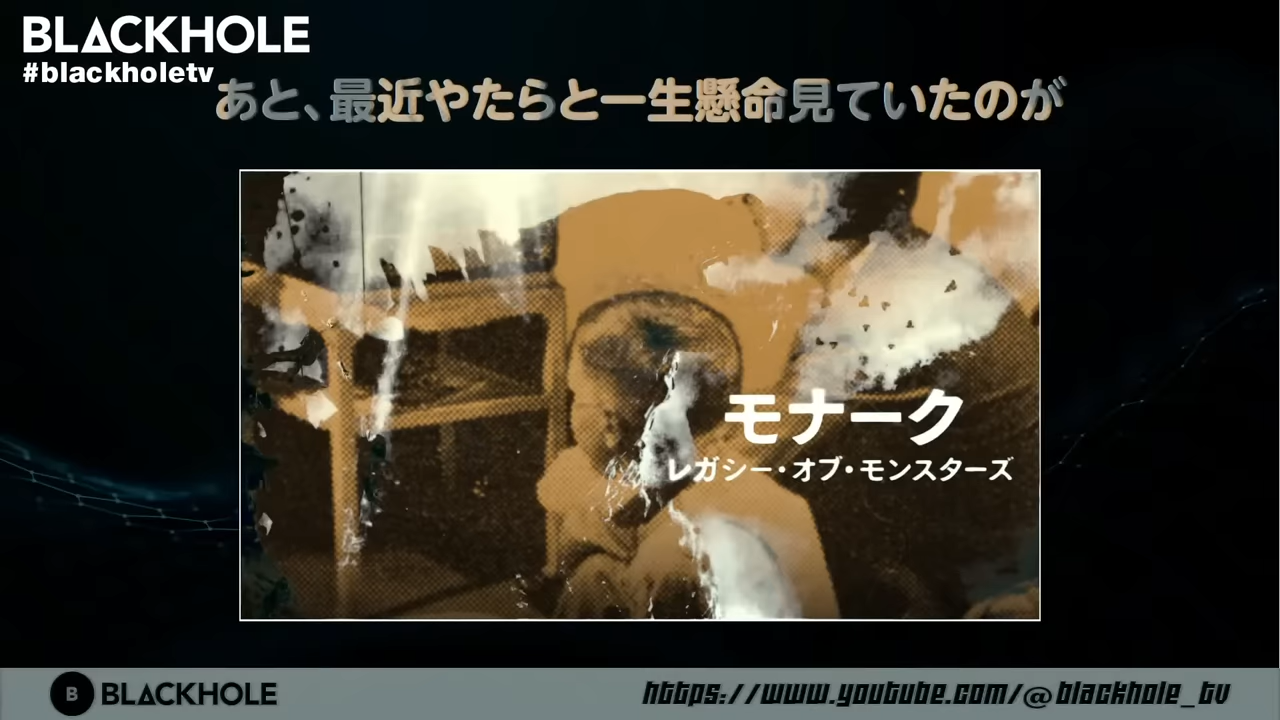 BLACKHOLE
#blackholetv
あと、最近やたらと一生懸命見ていたのが
モナーク
レガシー・オブ・モンスターズ
B BLACKHOLE
https://www.youtube.com/@blackhole_tv